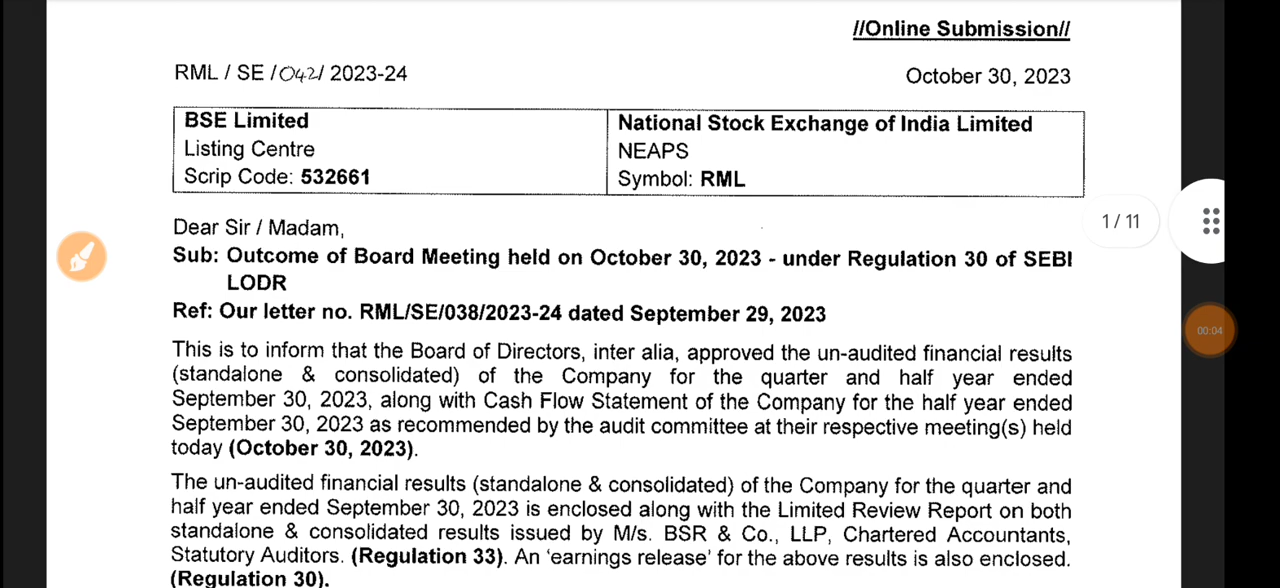 //Online Submission//
RML / SE /042/ 2023-24
October 30, 2023
BSE Limited
Listing Centre
Scrip Code: 532661
National Stock Exchange of India Limited
NEAPS
Symbol: RML
1 / 11
Dear Sir / Madam,
Sub: Outcome of Board Meeting held on October 30, 2023 - under Regulation 30 of SEBI
LODR
Ref: Our letter no. RML/SE/038/2023-24 dated September 29, 2023
00:04
This is to inform that the Board of Directors, inter alia, approved the un-audited financial results
(standalone & consolidated) of the Company for the quarter and half year ended
September 30, 2023, along with Cash Flow Statement of the Company for the half year ended
September 30, 2023 as recommended by the audit committee at their respective meeting(s) held
today (October 30, 2023).
The un-audited financial results (standalone & consolidated) of the Company for the quarter and
half year ended September 30, 2023 is enclosed along with the Limited Review Report on both
standalone & consolidated results issued by M/s. BSR & Co., LLP, Chartered Accountants,
Statutory Auditors. (Regulation 33). An ‘earnings release’ for the above results is also enclosed.
(Regulation 30).